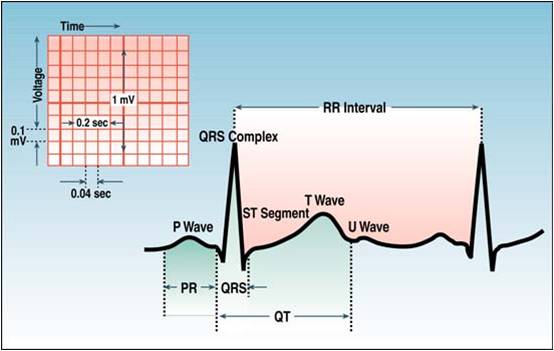 Time
Voltage
1 mV
0.2 sec
0.1
mV
0.04 sec
RR Interval
QRS Complex
T Wave
ST Segment
P Wave
U Wave
PR
QRS
QT